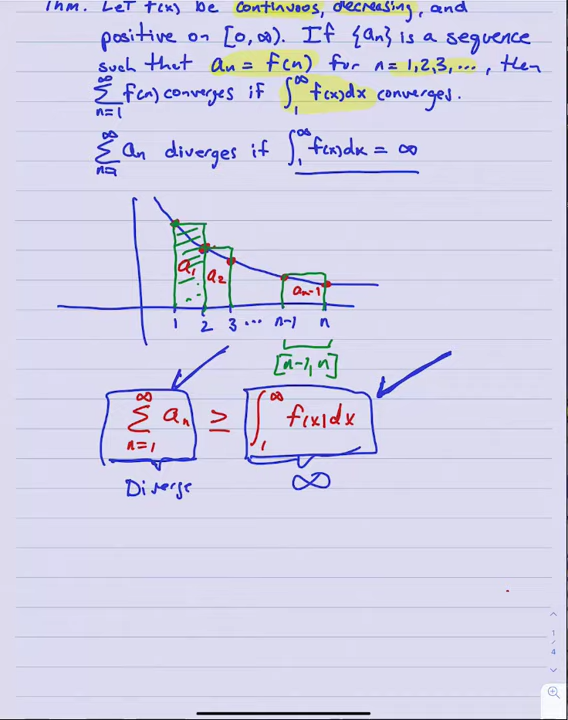 Thm. Let f(x) be continuous, decreasing, and
positive on [0,∞). If {an} is a sequence
such that an = f(n) for n = 1,2,3,..., then
∞∑n=1 f(n) converges if ∫1∞ f(x)dx converges.
∞∑n=1 an diverges if ∫1∞ f(x)dx = ∞
a1 a2 an-1
1 2 3 ... n-1 n
[n-1, n]
∞∑n=1 an ≥ ∫1∞ f(x)dx
Diverge ∞
1
/
4